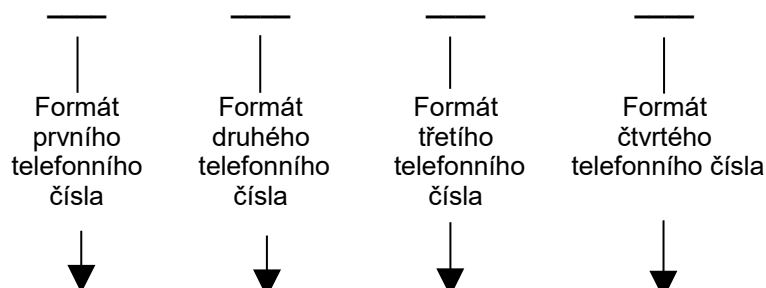 Formát
prvního
telefonního
čísla
Formát
druhého
telefonního
čísla
Formát
třetího
telefonního
čísla
Formát
čtvrtého
telefonního čísla